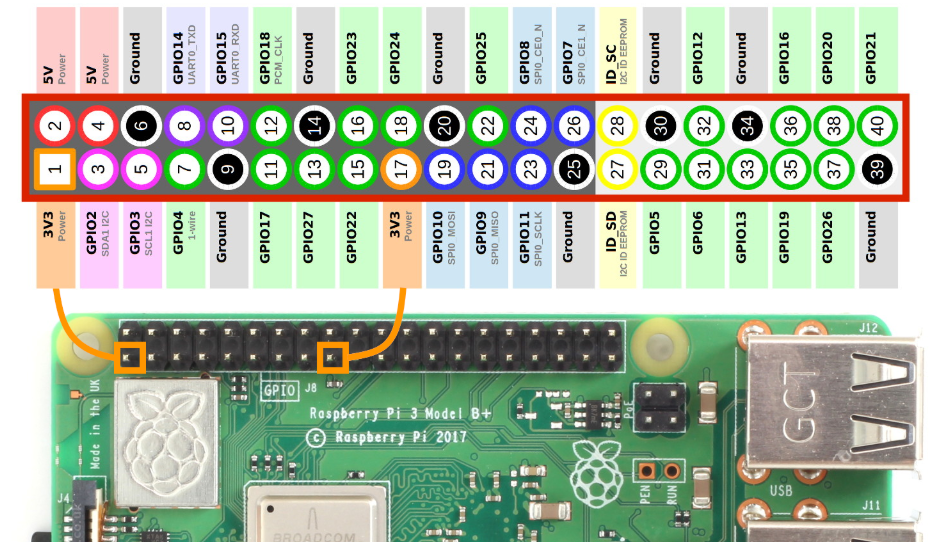 5V
Power
5V
Power
Ground
GPIO14
UART0_TXD
GPIO15
UART0_RXD
GPIO18
PCM_CLK
Ground
GPIO23
GPIO24
Ground
GPIO25
GPIO8
SPI0_CE0_N
GPIO7
SPI0_CE1_N
ID_SC
I2C ID EEPROM
Ground
GPIO12
Ground
GPIO16
GPIO20
GPIO21
2 4 6 8 10 12 14 16 18 20 22 24 26 28 30 32 34 36 38 40
1 3 5 7 9 11 13 15 17 19 21 23 25 27 29 31 33 35 37 39
3V3
Power
GPIO2
SDA1 I2C
GPIO3
SCL1 I2C
GPIO4
1-wire
Ground
GPIO17
GPIO27
GPIO22
3V3
Power
GPIO10
SPI0_MOSI
GPIO9
SPI0_MISO
GPIO11
SPI0_SCLK
Ground
ID_SD
I2C ID EEPROM
GPIO5
GPIO6
GPIO13
GPIO19
GPIO26
Ground
J12
GPIO
J8
Raspberry Pi 3 Model B+
© Raspberry Pi 2017
Made in the UK
PoE
GCT
J4
PEN
RUN
USB
J11
BROADCOM